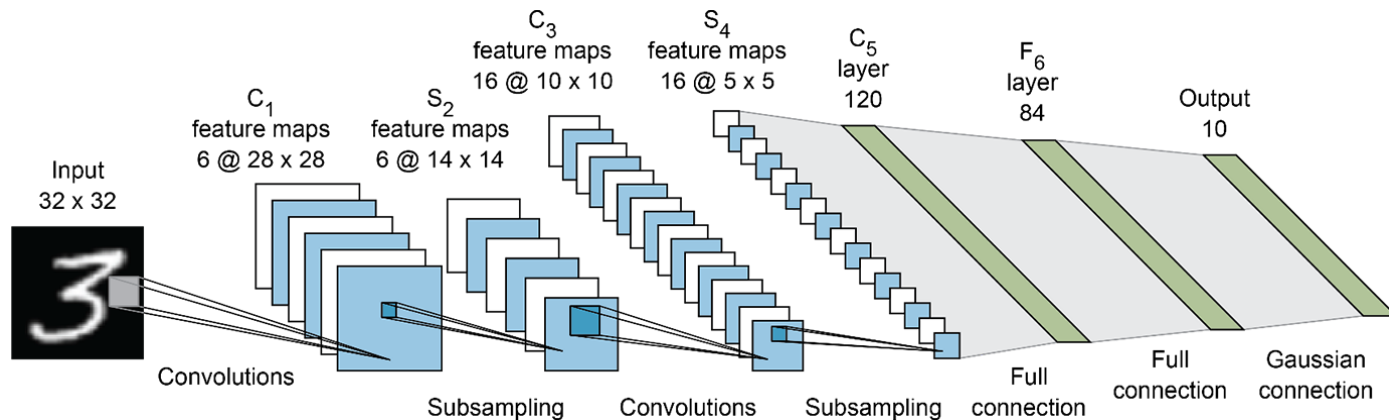 Input
32 x 32
C₁
feature maps
6 @ 28 x 28
S₂
feature maps
6 @ 14 x 14
C₃
feature maps
16 @ 10 x 10
S₄
feature maps
16 @ 5 x 5
C₅
layer
120
F₆
layer
84
Output
10
3
Convolutions
Subsampling
Convolutions
Subsampling
Full
connection
Full
connection
Gaussian
connection